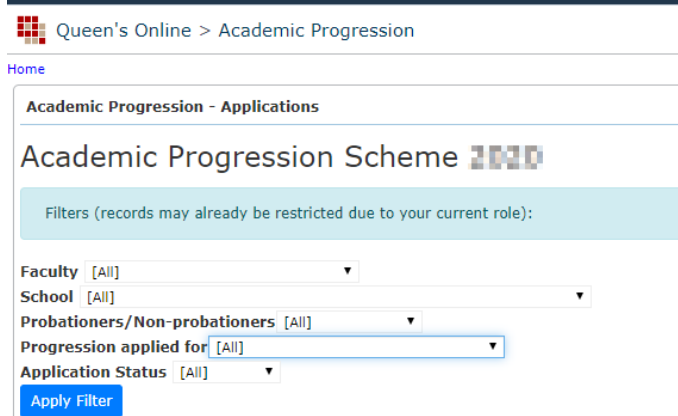 Queen's Online > Academic Progression
Home
Academic Progression - Applications
Academic Progression Scheme
Filters (records may already be restricted due to your current role):
Faculty [All]
School [All]
Probationers/Non-probationers [All]
Progression applied for [All]
Application Status [All]
Apply Filter